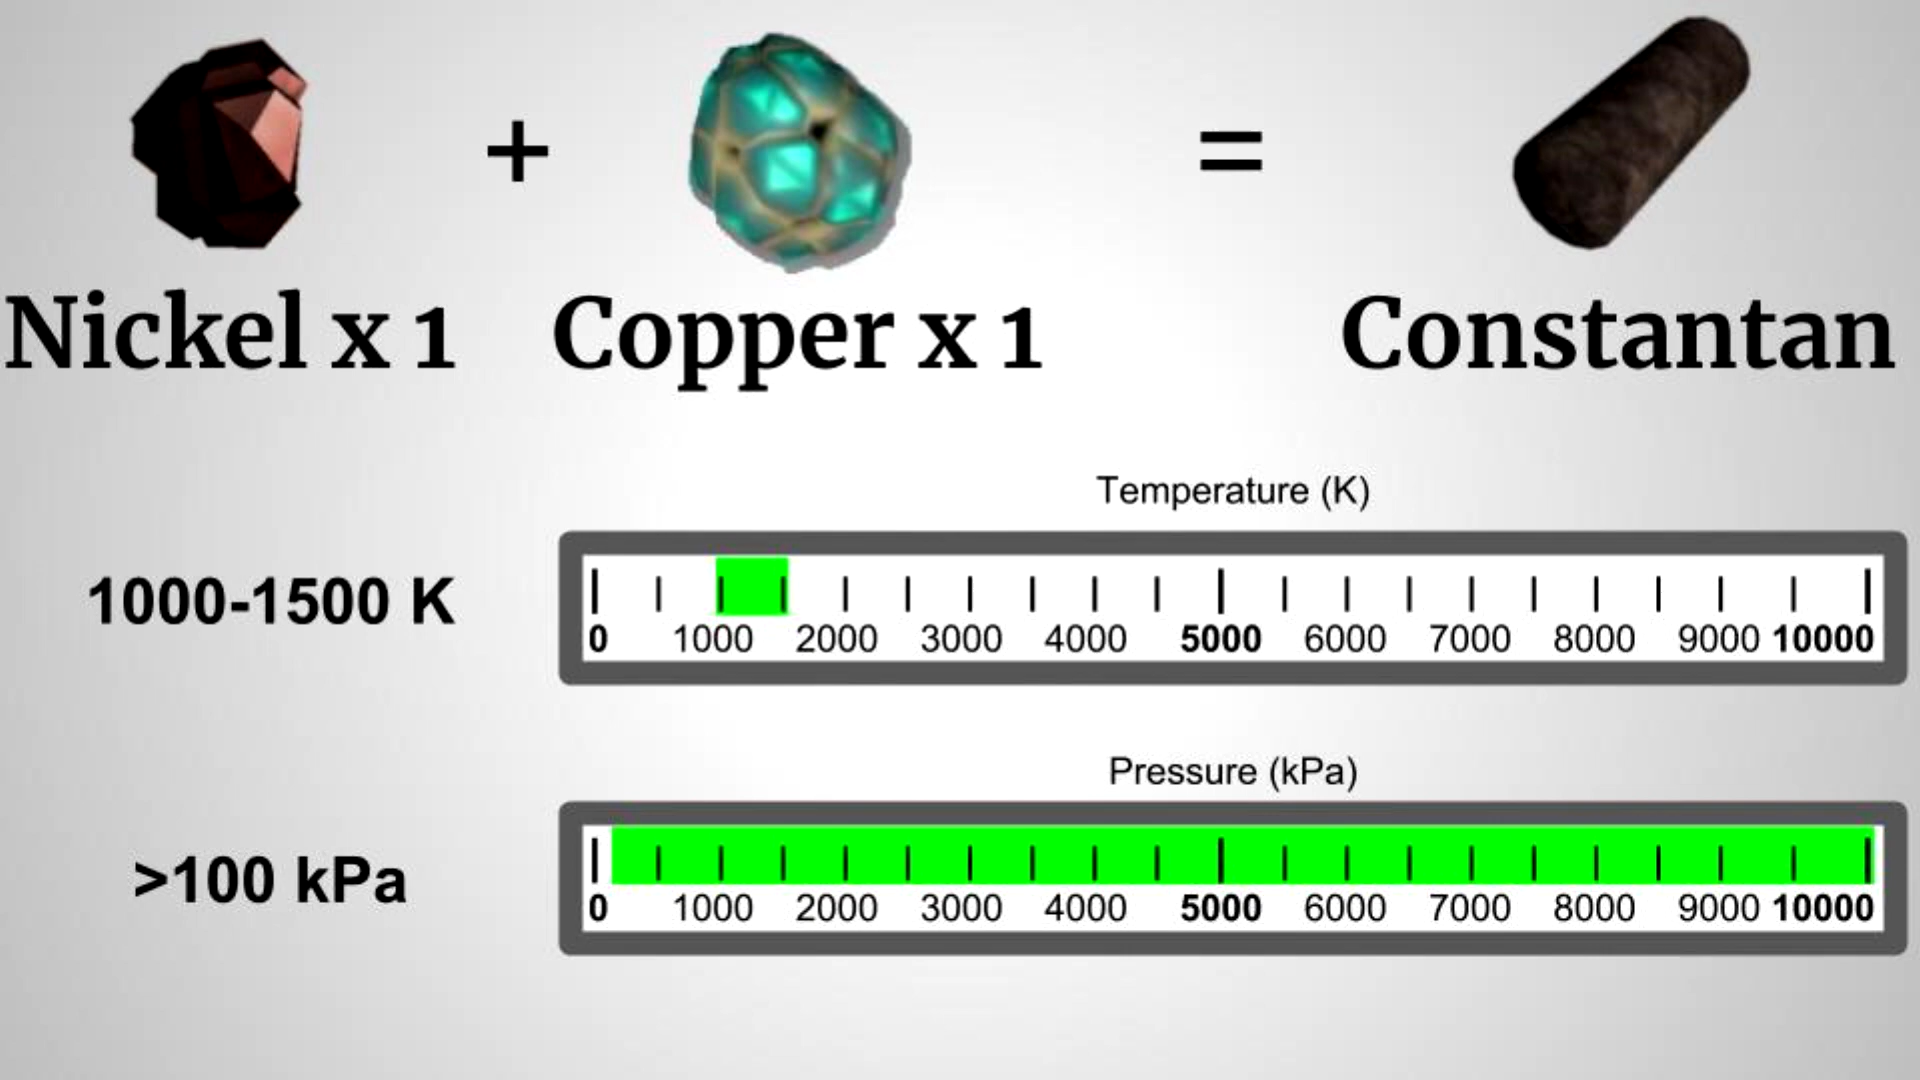 + =
Nickel x 1 Copper x 1 Constantan
Temperature (K)
1000-1500 K
0 1000 2000 3000 4000 5000 6000 7000 8000 9000 10000
Pressure (kPa)
>100 kPa
0 1000 2000 3000 4000 5000 6000 7000 8000 9000 10000